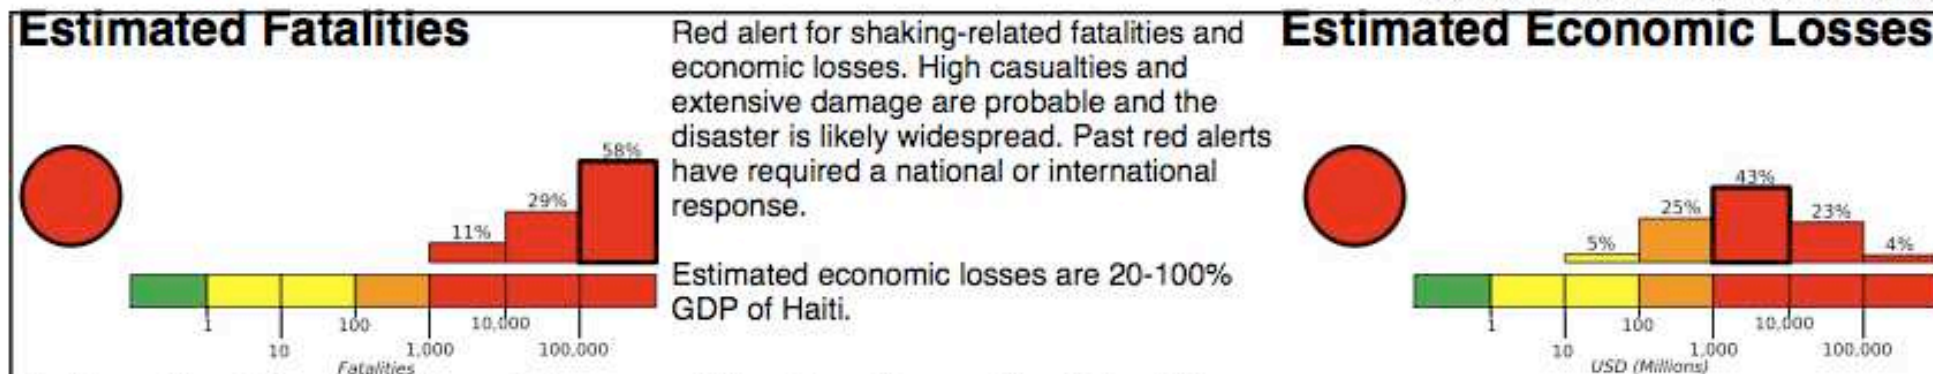 Estimated Fatalities
58%
29%
11%
1
100
10,000
10
1,000
100,000
Fatalities
Red alert for shaking-related fatalities and
economic losses. High casualties and
extensive damage are probable and the
disaster is likely widespread. Past red alerts
have required a national or international
response.
Estimated economic losses are 20-100%
GDP of Haiti.
Estimated Economic Losses
43%
25%
23%
5%
4%
1
100
10,000
10
1,000
100,000
USD (Millions)